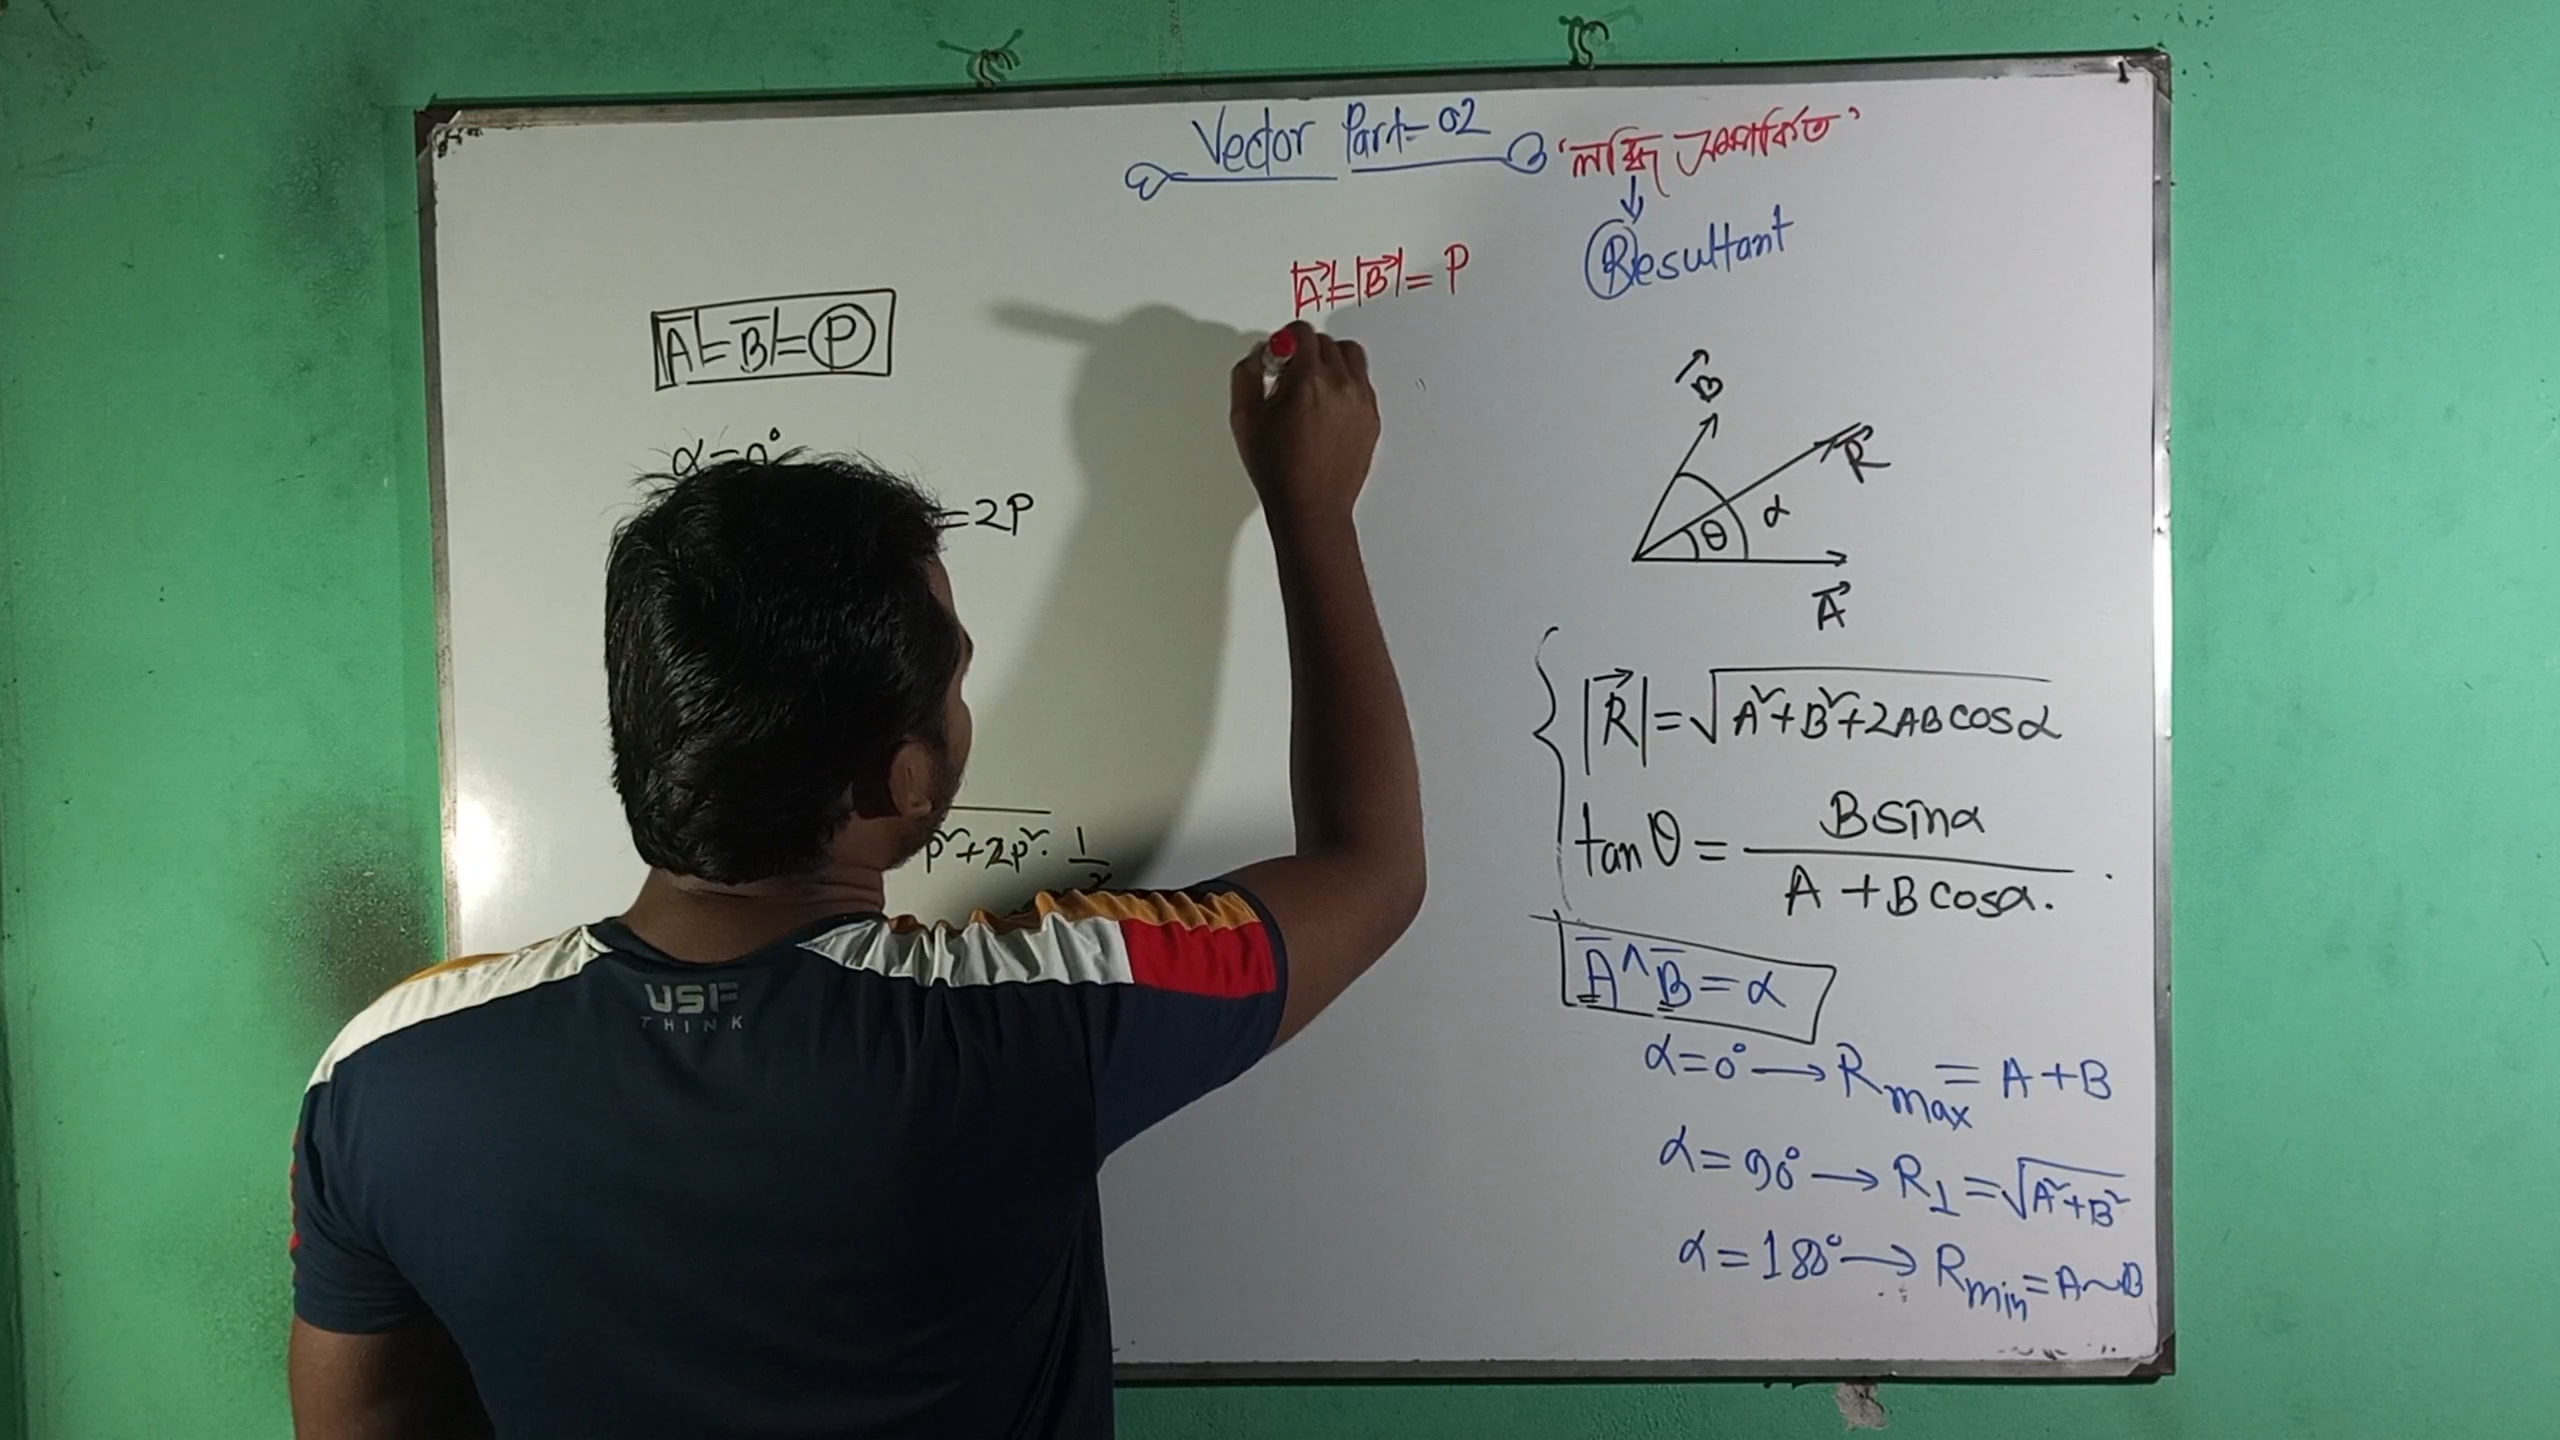 Vector Part-02
'লব্ধি সম্পর্কিত'
↓
Resultant
|A⃗|=|B⃗|=P
|A̅|=B̅|=P
α=0°
=2P
P²+2P²· 1/2
B⃗
R⃗
α
θ
A⃗
|R⃗|=√A²+B²+2ABcosα
tanθ = Bsinα / A+Bcosα.
A̅^B̅=α
α=0°→R max = A+B
α=90°→R⊥=√A²+B²
α=180°→R min=A~B
USF
THINK